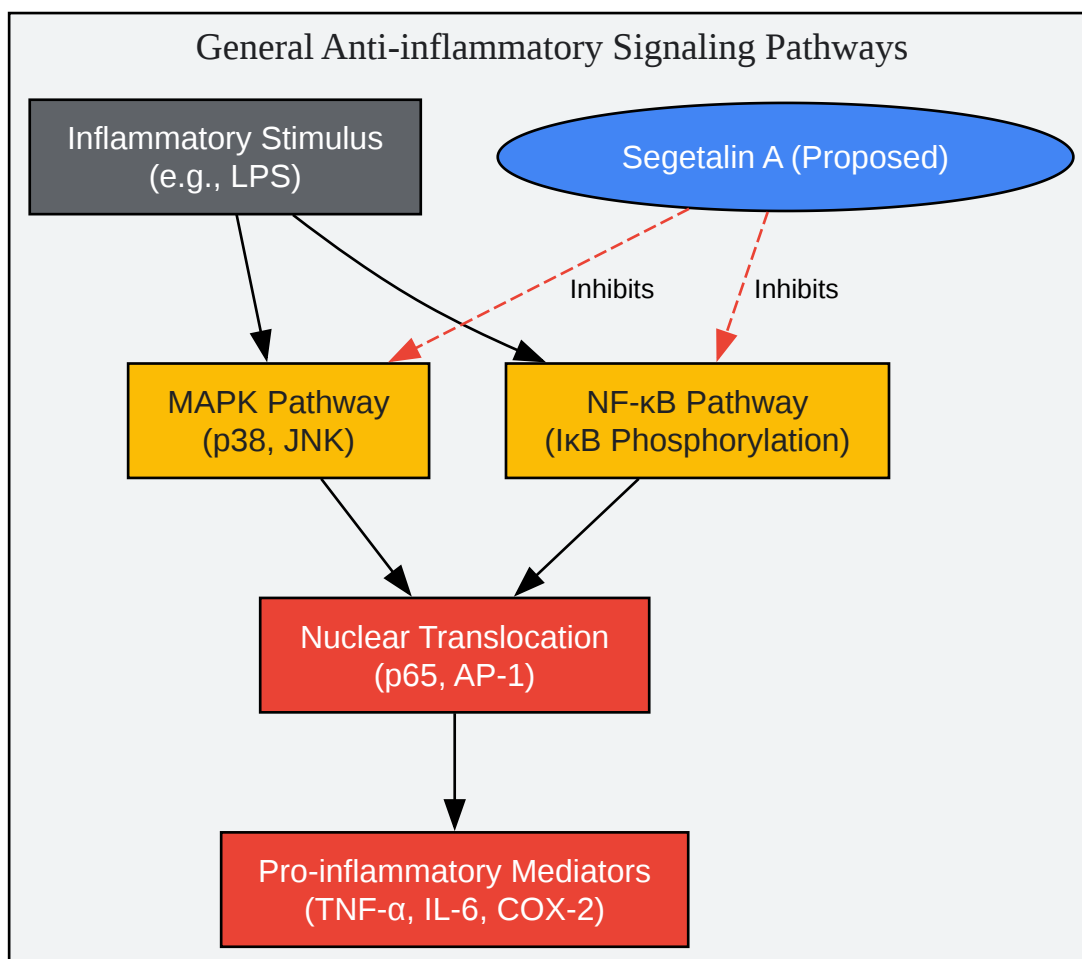 General Anti-inflammatory Signaling Pathways
Inflammatory Stimulus
(e.g., LPS)
Segetalin A (Proposed)
Inhibits
Inhibits
MAPK Pathway
(p38, JNK)
NF-κB Pathway
(IκB Phosphorylation)
Nuclear Translocation
(p65, AP-1)
Pro-inflammatory Mediators
(TNF-α, IL-6, COX-2)